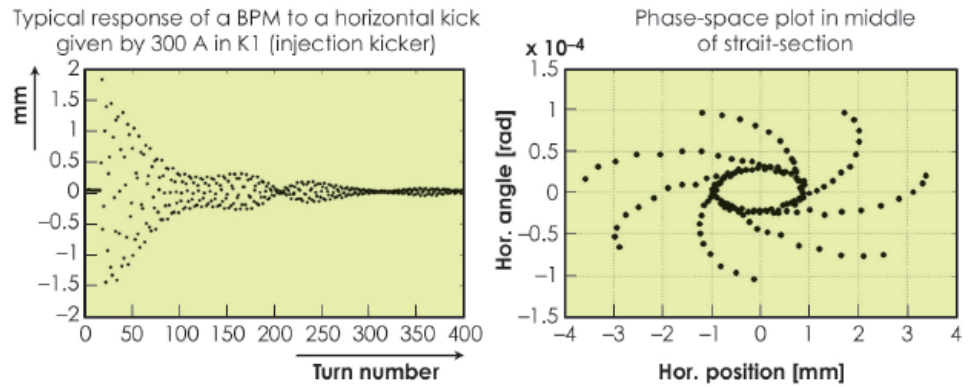 Typical response of a BPM to a horizontal kick
given by 300 A in K1 (injection kicker)
mm
2
1.5
1
0.5
0
−0.5
−1
−1.5
−2
0 50 100 150 200 250 300 350 400
Turn number
Phase-space plot in middle
of strait-section
x 10⁻⁴
Hor. angle [rad]
1.5
1
0.5
0
−0.5
−1
−1.5
−4 −3 −2 −1 0 1 2 3 4
Hor. position [mm]